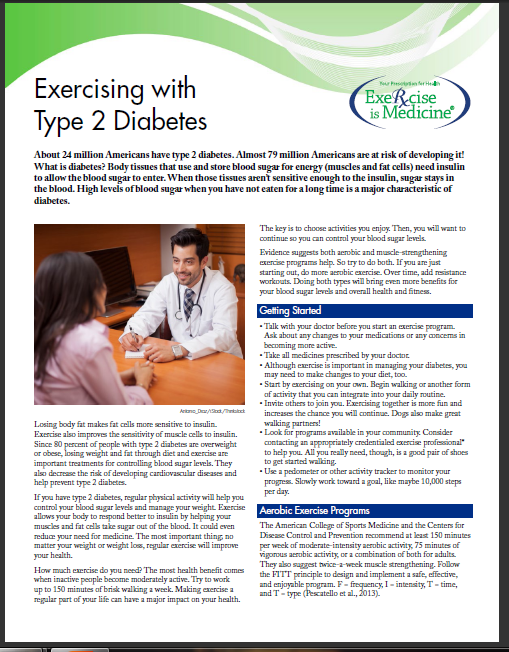 Exercising with
Type 2 Diabetes
Your Prescription for Health
ExeRxcise
is Medicine®
About 24 million Americans have type 2 diabetes. Almost 79 million Americans are at risk of developing it!
What is diabetes? Body tissues that use and store blood sugar for energy (muscles and fat cells) need insulin
to allow the blood sugar to enter. When those tissues aren't sensitive enough to the insulin, sugar stays in
the blood. High levels of blood sugar when you have not eaten for a long time is a major characteristic of
diabetes.
Antonio_Diaz/iStock/Thinkstock
Losing body fat makes fat cells more sensitive to insulin.
Exercise also improves the sensitivity of muscle cells to insulin.
Since 80 percent of people with type 2 diabetes are overweight
or obese, losing weight and fat through diet and exercise are
important treatments for controlling blood sugar levels. They
also decrease the risk of developing cardiovascular diseases and
help prevent type 2 diabetes.
If you have type 2 diabetes, regular physical activity will help you
control your blood sugar levels and manage your weight. Exercise
allows your body to respond better to insulin by helping your
muscles and fat cells take sugar out of the blood. It could even
reduce your need for medicine. The most important thing: no
matter your weight or weight loss, regular exercise will improve
your health.
How much exercise do you need? The most health benefit comes
when inactive people become moderately active. Try to work
up to 150 minutes of brisk walking a week. Making exercise a
regular part of your life can have a major impact on your health.
The key is to choose activities you enjoy. Then, you will want to
continue so you can control your blood sugar levels.
Evidence suggests both aerobic and muscle-strengthening
exercise programs help. So try to do both. If you are just
starting out, do more aerobic exercise. Over time, add resistance
workouts. Doing both types will bring even more benefits for
your blood sugar levels and overall health and fitness.
Getting Started
• Talk with your doctor before you start an exercise program.
Ask about any changes to your medications or any concerns in
becoming more active.
• Take all medicines prescribed by your doctor.
• Although exercise is important in managing your diabetes, you
may need to make changes to your diet, too.
• Start by exercising on your own. Begin walking or another form
of activity that you can integrate into your daily routine.
• Invite others to join you. Exercising together is more fun and
increases the chance you will continue. Dogs also make great
walking partners!
• Look for programs available in your community. Consider
contacting an appropriately credentialed exercise professional*
to help you. All you really need, though, is a good pair of shoes
to get started walking.
• Use a pedometer or other activity tracker to monitor your
progress. Slowly work toward a goal, like maybe 10,000 steps
per day.
Aerobic Exercise Programs
The American College of Sports Medicine and the Centers for
Disease Control and Prevention recommend at least 150 minutes
per week of moderate-intensity aerobic activity, 75 minutes of
vigorous aerobic activity, or a combination of both for adults.
They also suggest twice-a-week muscle strengthening. Follow
the FITT principle to design and implement a safe, effective,
and enjoyable program. F – frequency, I – intensity, T – time,
and T – type (Pescatello et al., 2013).